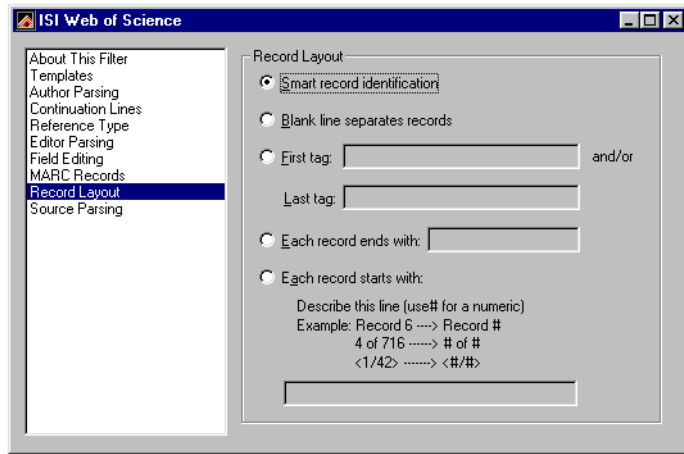 ISI Web of Science
About This Filter
Templates
Author Parsing
Continuation Lines
Reference Type
Editor Parsing
Field Editing
MARC Records
Record Layout
Source Parsing
Record Layout
Smart record identification
Blank line separates records
First tag: and/or
Last tag:
Each record ends with:
Each record starts with:
Describe this line (use# for a numeric)
Example: Record 6 ----> Record #
4 of 716 ------> # of #
<1/42> -------> <#/#>